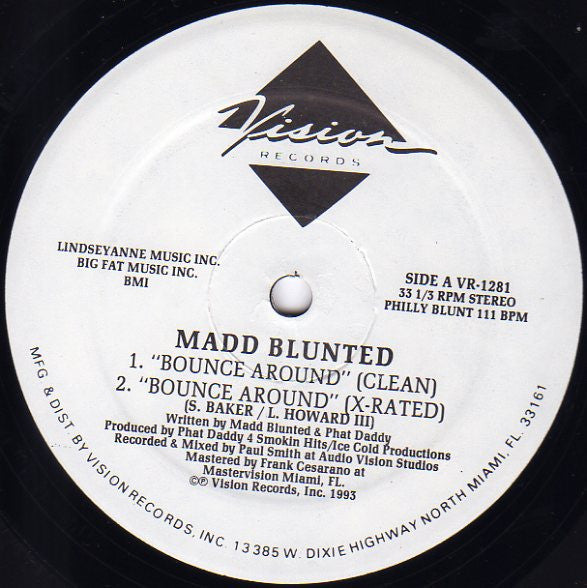 Vision
RECORDS
LINDSEYANNE MUSIC INC.
BIG FAT MUSIC INC.
BMI
SIDE A VR-1281
33 1/3 RPM STEREO
PHILLY BLUNT 111 BPM
MADD BLUNTED
1. "BOUNCE AROUND" (CLEAN)
2. "BOUNCE AROUND" (X-RATED)
(S. BAKER / L. HOWARD III)
Written by Madd Blunted & Phat Daddy
Produced by Phat Daddy 4 Smokin Hits/Ice Cold Productions
Recorded & Mixed by Paul Smith at Audio Vision Studios
Mastered by Frank Cesarano at
Mastervision Miami, FL.
©℗ Vision Records, Inc. 1993
MFG & DIST. BY VISION RECORDS, INC. 13385 W. DIXIE HIGHWAY NORTH MIAMI, FL. 33161